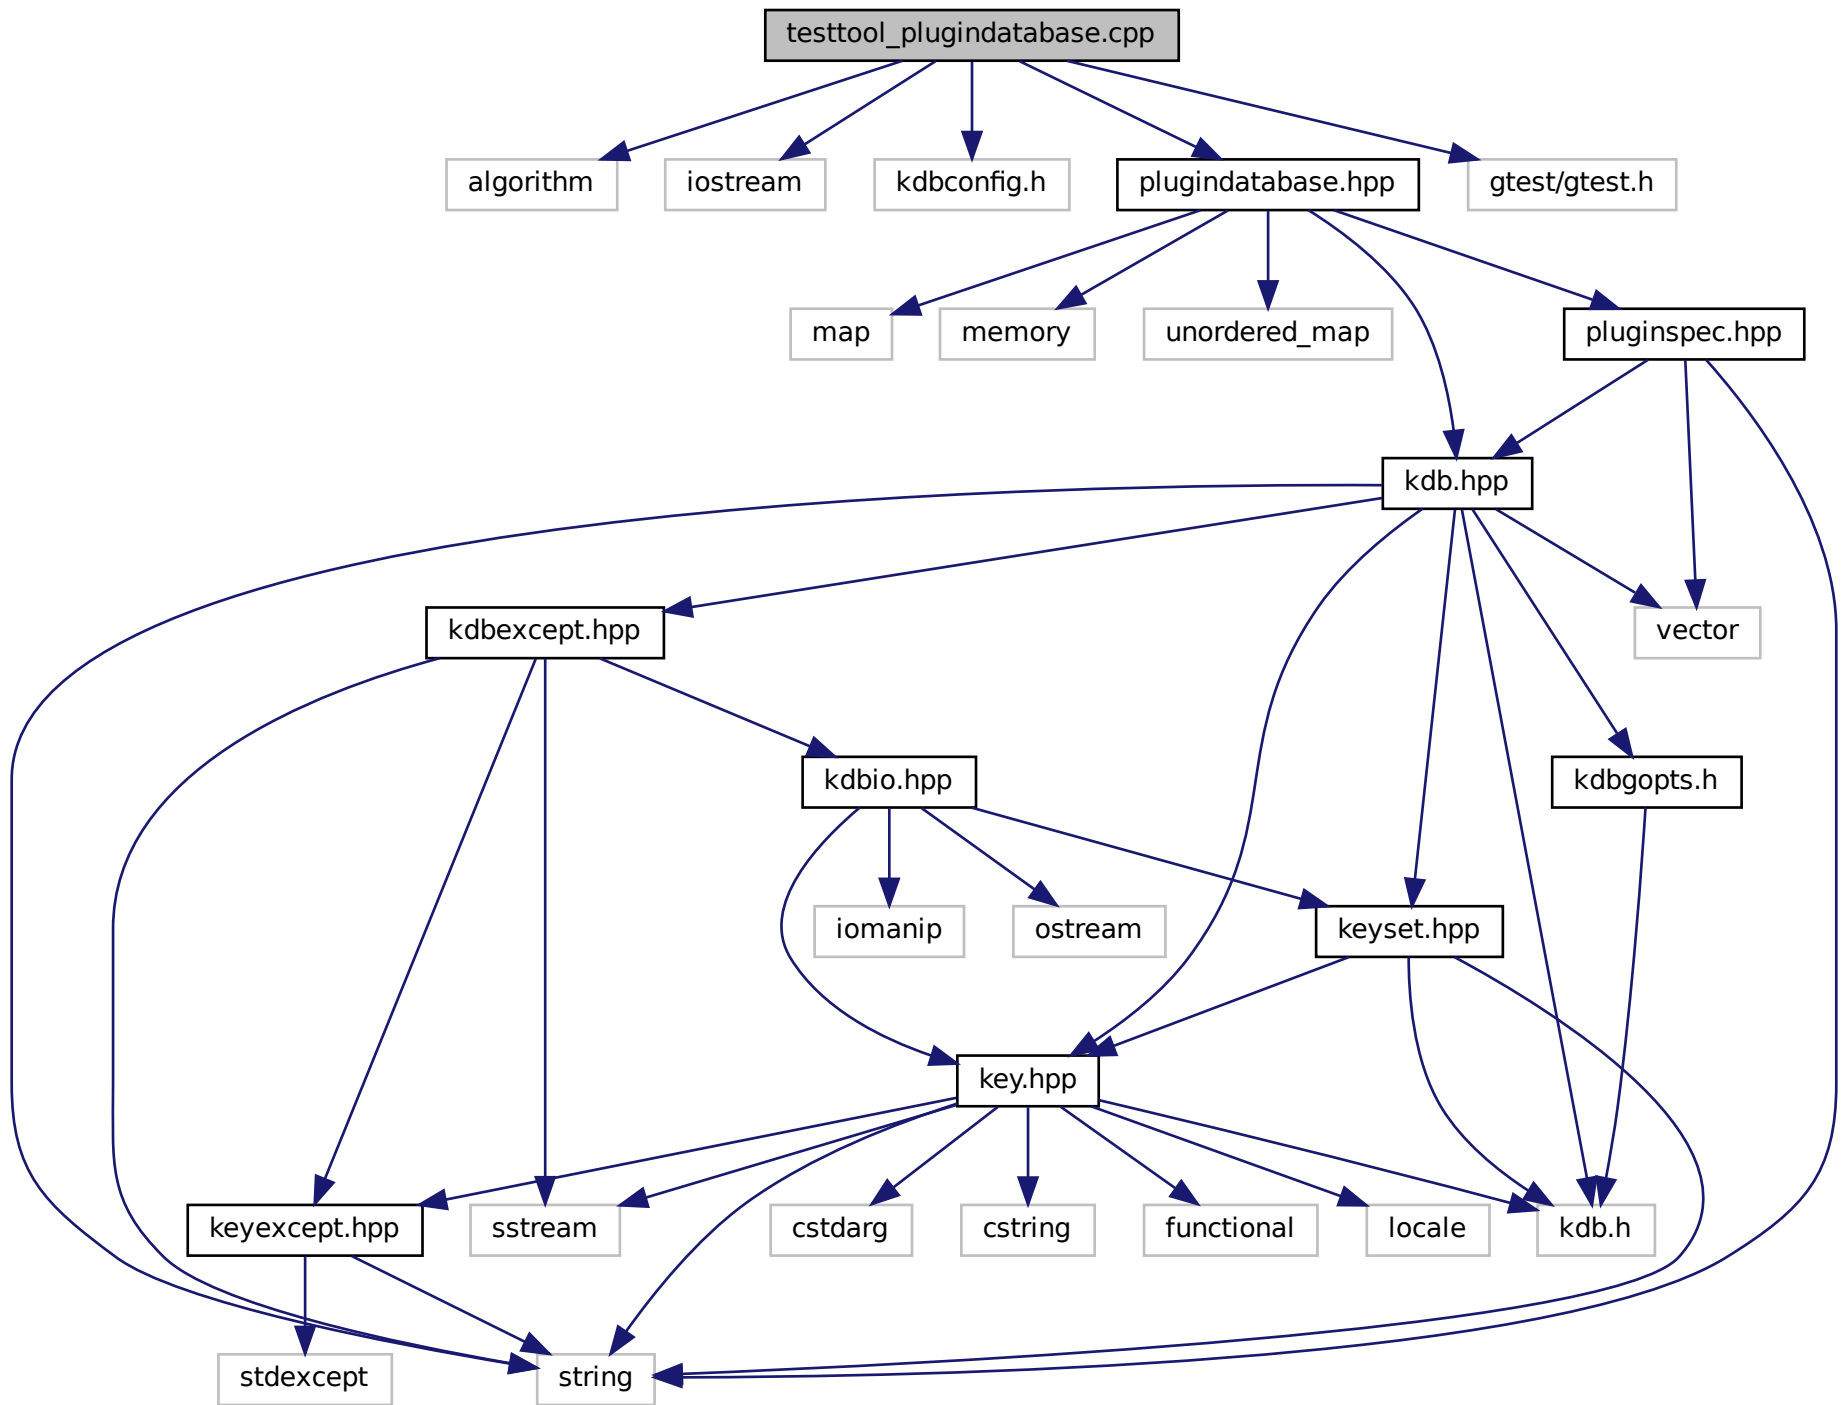 testtool_plugindatabase.cpp
algorithm
iostream
kdbconfig.h
plugindatabase.hpp
gtest/gtest.h
map
memory
unordered_map
pluginspec.hpp
kdb.hpp
kdbexcept.hpp
vector
kdbio.hpp
kdbgopts.h
iomanip
ostream
keyset.hpp
key.hpp
keyexcept.hpp
sstream
cstdarg
cstring
functional
locale
kdb.h
stdexcept
string